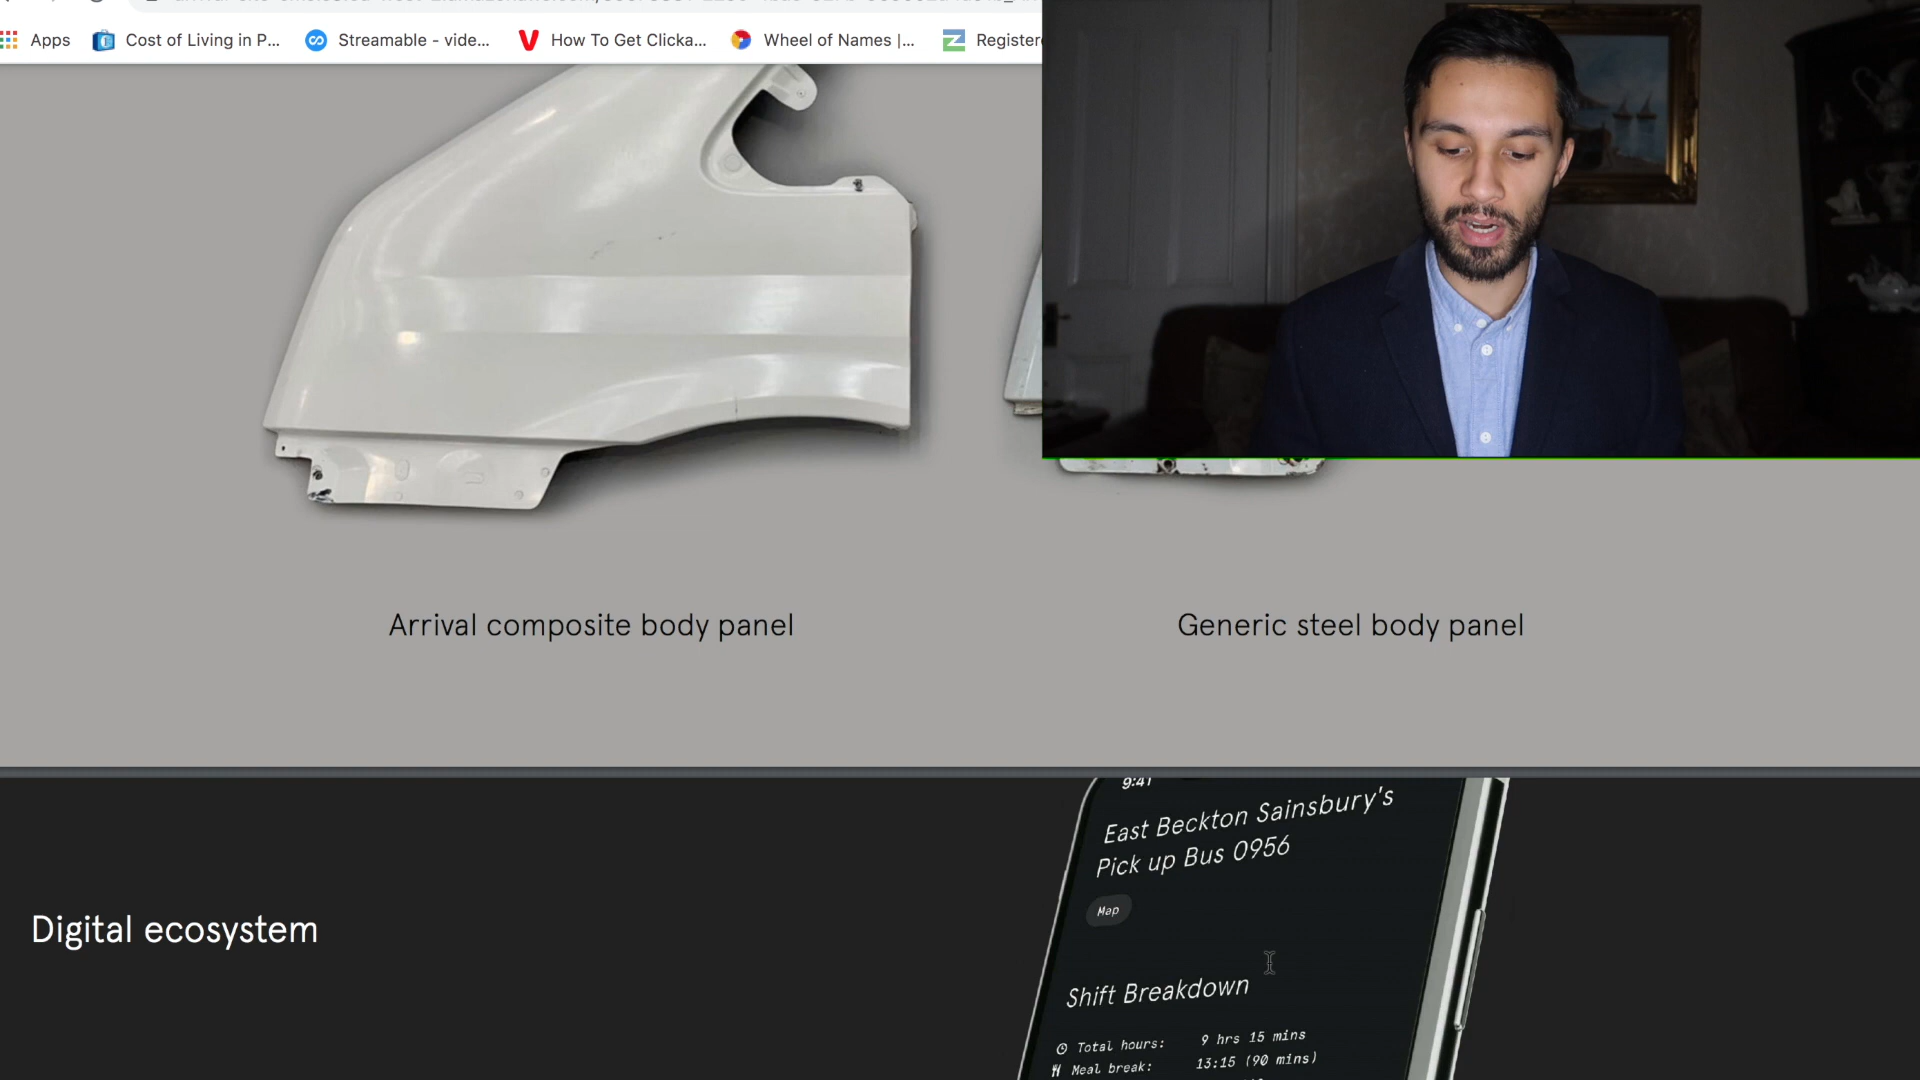 Apps
Cost of Living in P...
Streamable - vide...
How To Get Clicka...
Wheel of Names |...
Registere
Arrival composite body panel
Generic steel body panel
9:41
East Beckton Sainsbury's
Pick up Bus 0956
Map
Digital ecosystem
Shift Breakdown
Total hours: 9 hrs 15 mins
Meal break: 13:15 (90 mins)